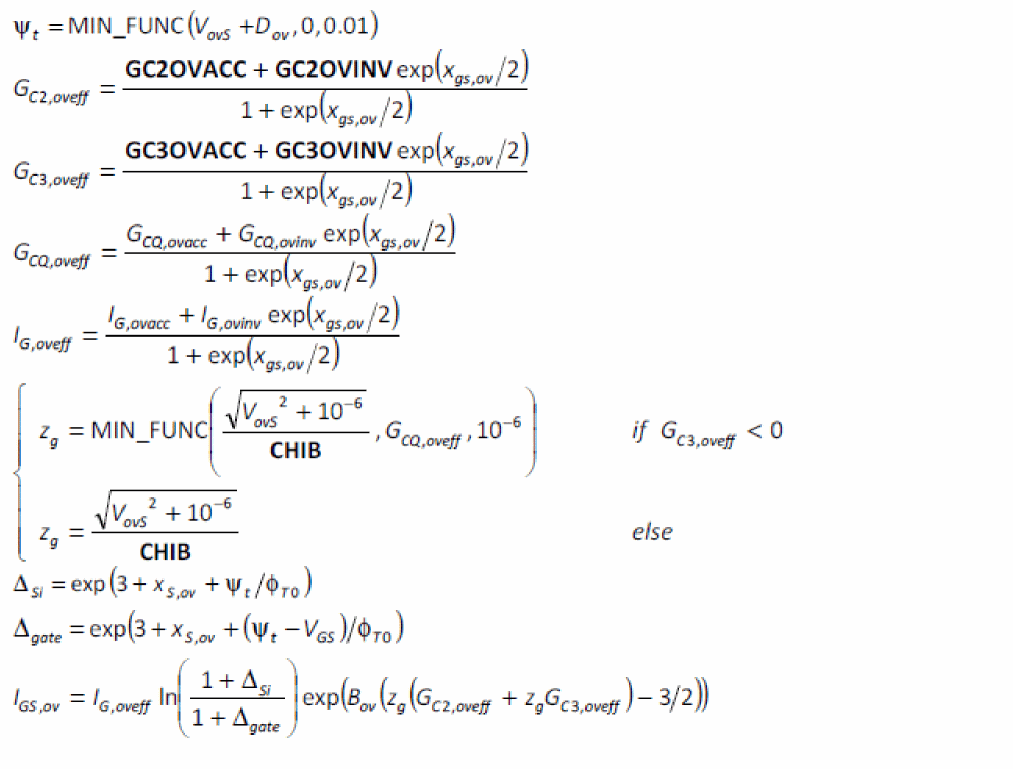 ψ_t = MIN_FUNC(V_ovS + D_ov, 0, 0.01)
G_C2,oveff = (GC2OVACC + GC2OVINV exp(x_gs,ov/2)) / (1 + exp(x_gs,ov/2))
G_C3,oveff = (GC3OVACC + GC3OVINV exp(x_gs,ov/2)) / (1 + exp(x_gs,ov/2))
G_CQ,oveff = (G_CQ,ovacc + G_CQ,ovinv exp(x_gs,ov/2)) / (1 + exp(x_gs,ov/2))
I_G,oveff = (I_G,ovacc + I_G,ovinv exp(x_gs,ov/2)) / (1 + exp(x_gs,ov/2))
z_g = MIN_FUNC(√(V_ovS² + 10⁻⁶) / CHIB, G_CQ,oveff, 10⁻⁶) if G_C3,oveff < 0
z_g = √(V_ovS² + 10⁻⁶) / CHIB else
Δ_Si = exp(3 + x_S,ov + ψ_t/ϕ_T0)
Δ_gate = exp(3 + x_S,ov + (ψ_t − V_GS)/ϕ_T0)
I_GS,ov = I_G,oveff ln((1 + Δ_Si) / (1 + Δ_gate)) exp(B_ov(z_g(G_C2,oveff + z_g G_C3,oveff) − 3/2))